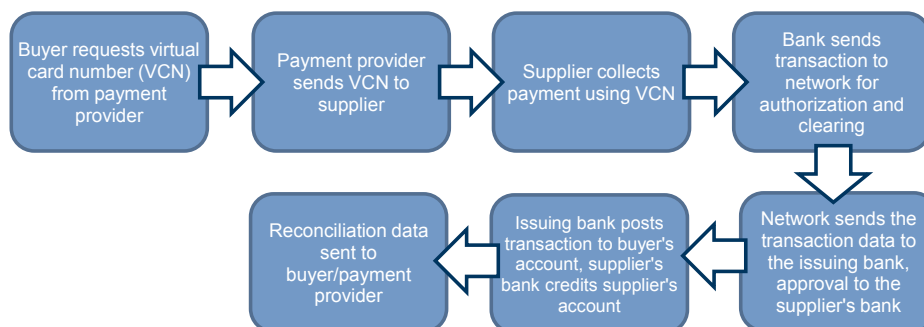 Buyer requests virtual
card number (VCN)
from payment
provider
Payment provider
sends VCN to
supplier
Supplier collects
payment using VCN
Bank sends
transaction to
network for
authorization and
clearing
Network sends the
transaction data to
the issuing bank,
approval to the
supplier's bank
Issuing bank posts
transaction to buyer's
account, supplier's
bank credits supplier's
account
Reconciliation data
sent to
buyer/payment
provider